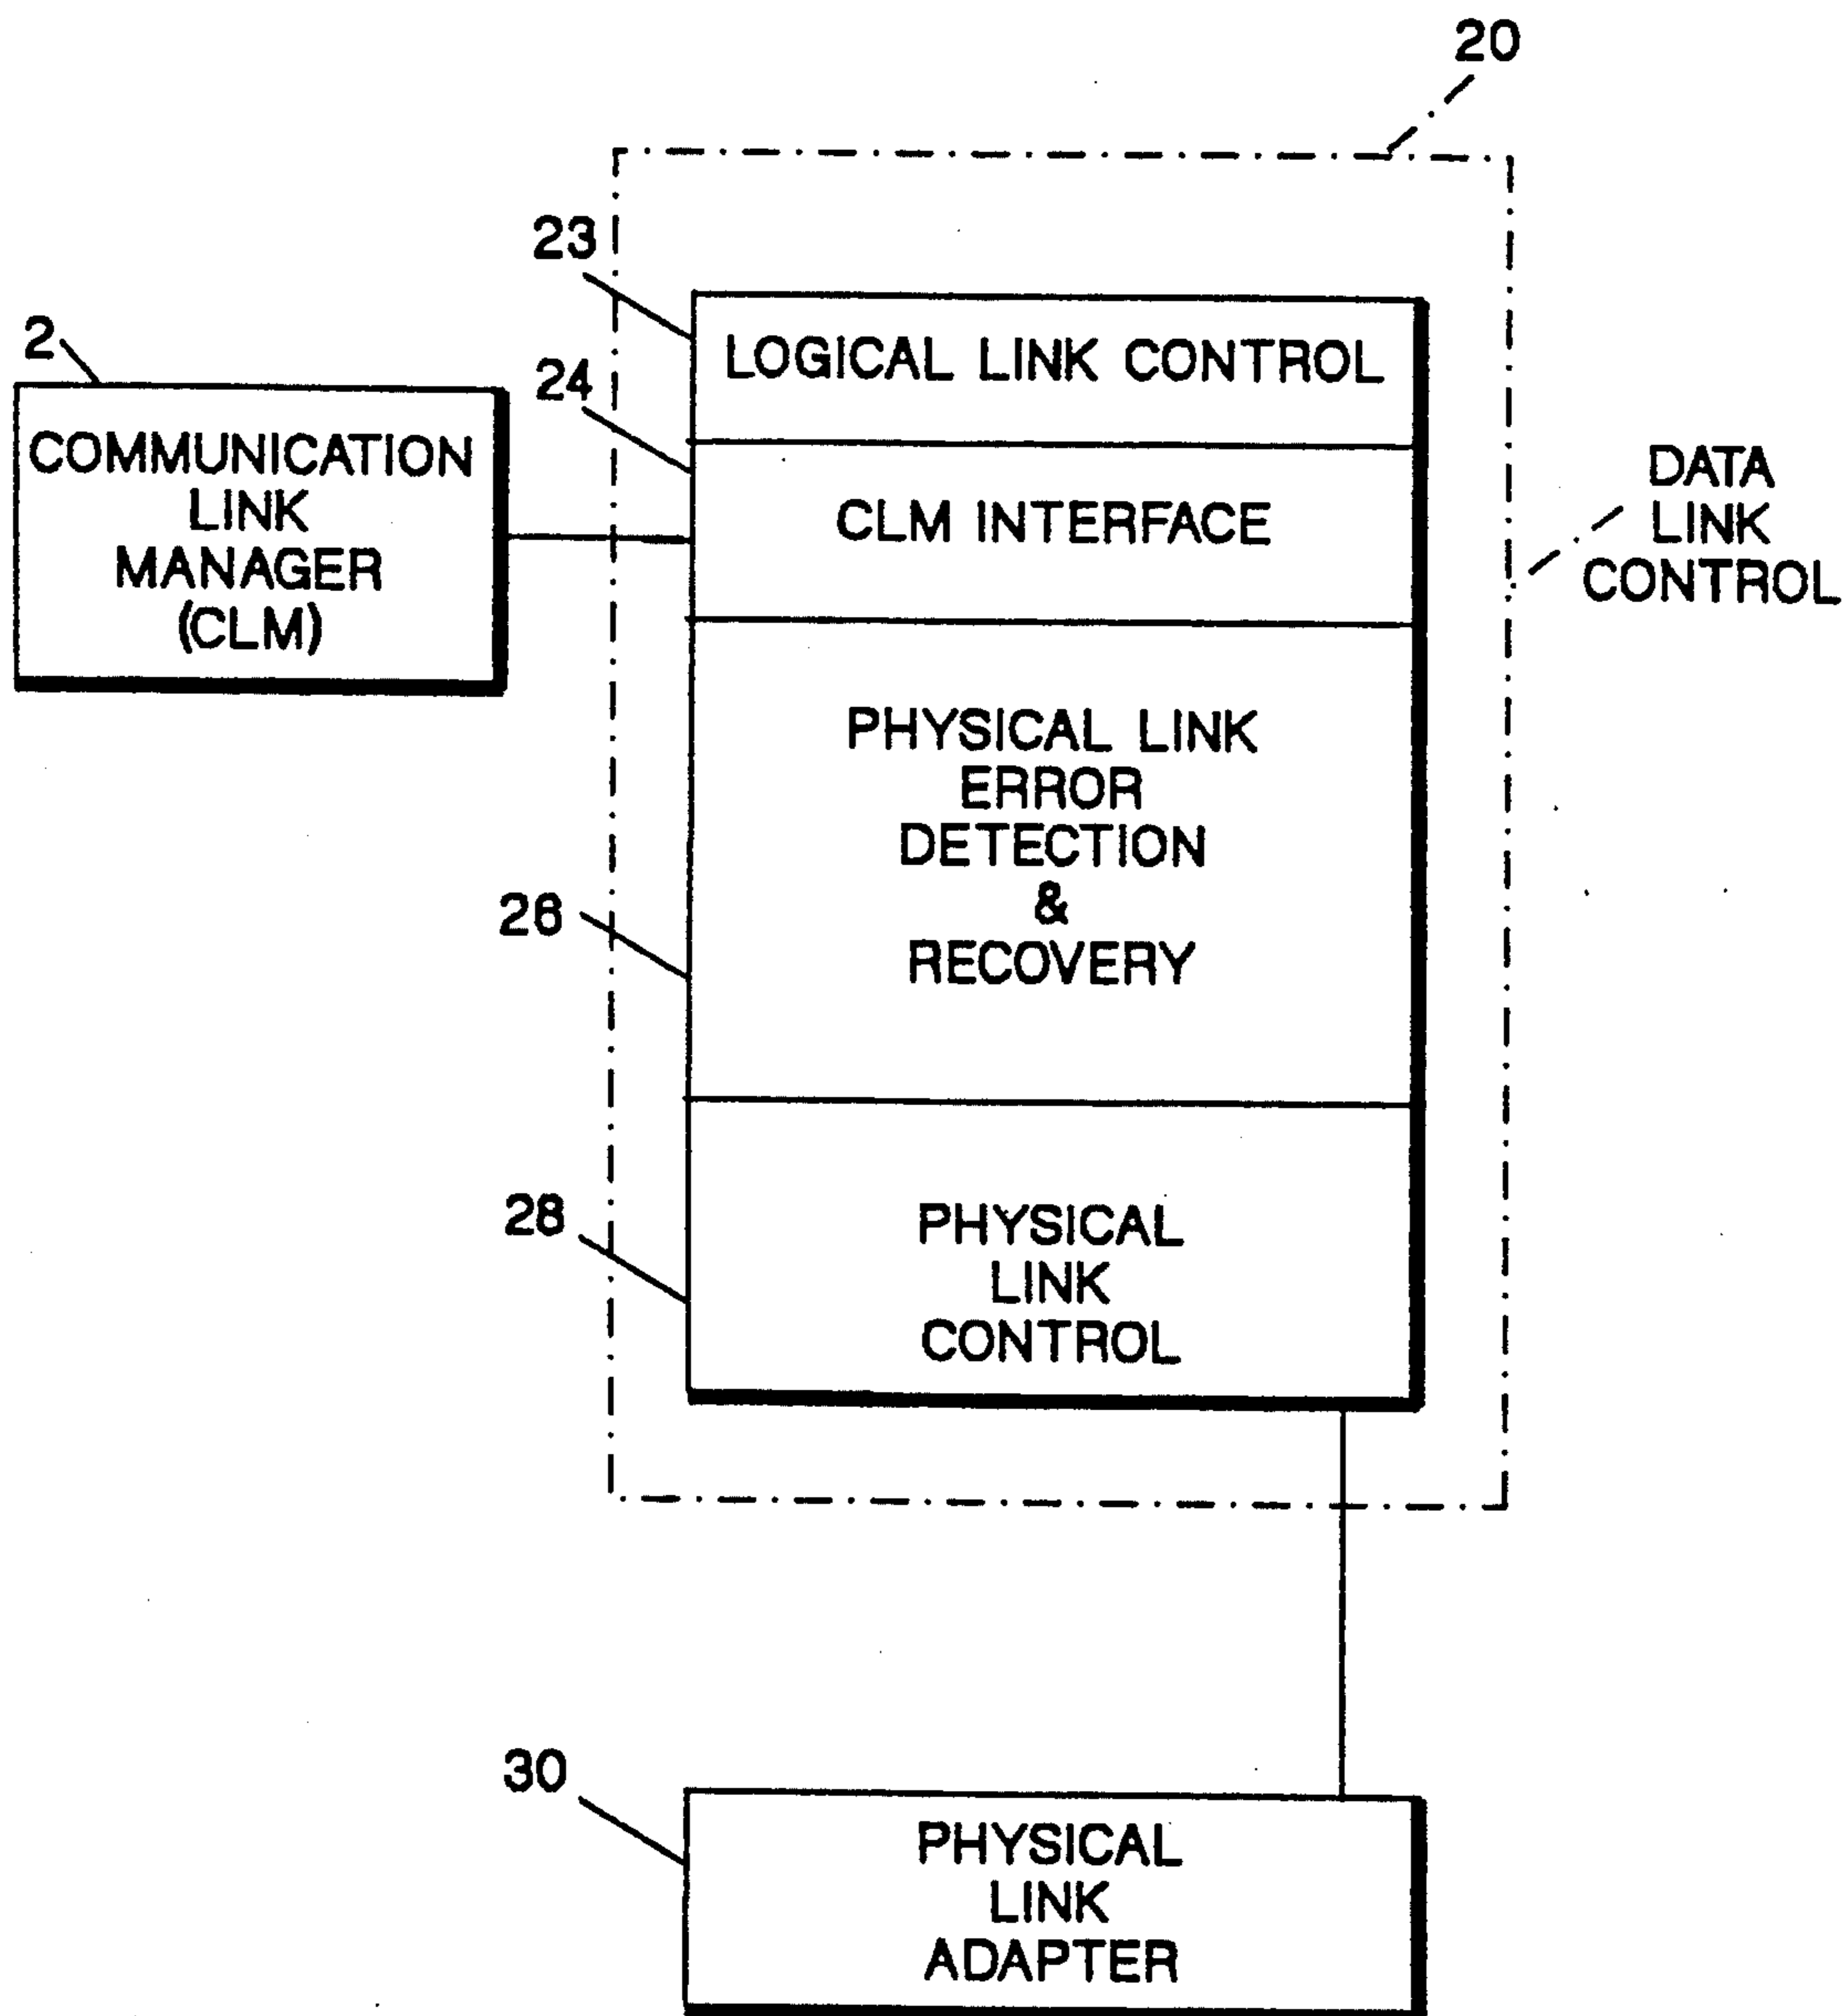 20
23
LOGICAL LINK CONTROL
2
24
COMMUNICATION
LINK
MANAGER
(CLM)
CLM INTERFACE
DATA
LINK
CONTROL
PHYSICAL LINK
ERROR
DETECTION
&
RECOVERY
26
28
PHYSICAL
LINK
CONTROL
30
PHYSICAL
LINK
ADAPTER